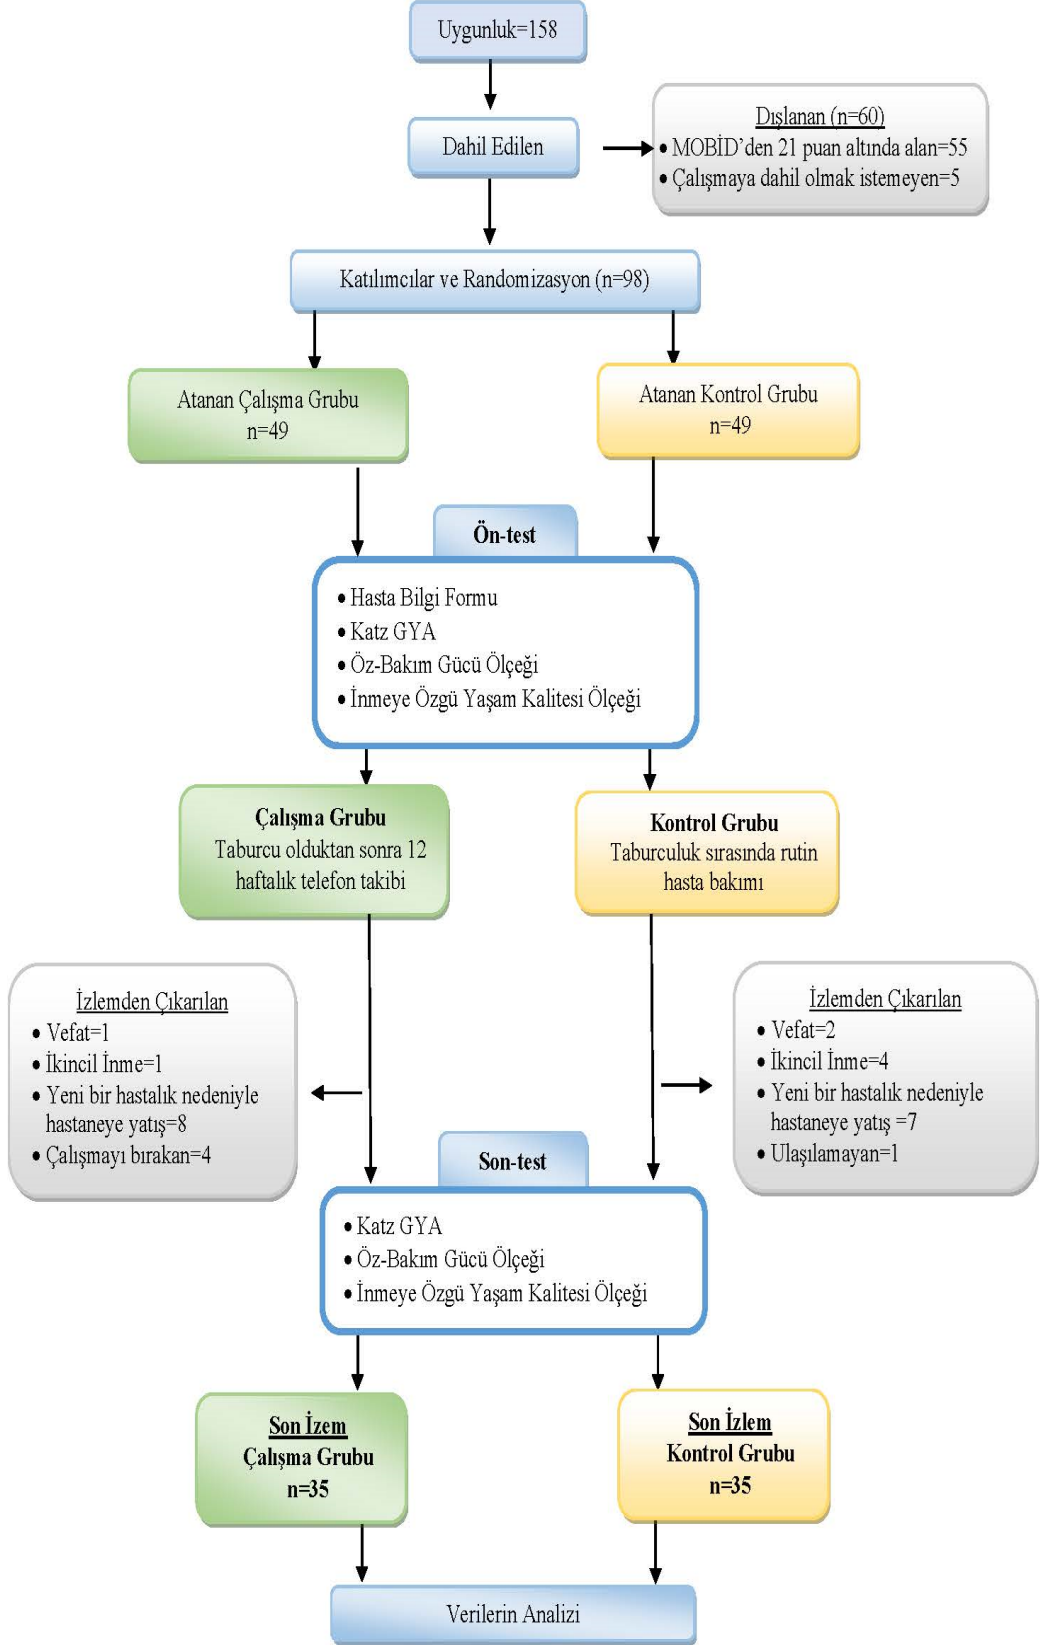 Uygunluk=158
Dahil Edilen
Dışlanan (n=60)
• MOBİD’den 21 puan altında alan=55
• Çalışmaya dahil olmak istemeyen=5
Katılımcılar ve Randomizasyon (n=98)
Atanan Çalışma Grubu
n=49
Atanan Kontrol Grubu
n=49
Ön-test
• Hasta Bilgi Formu
• Katz GYA
• Öz-Bakım Gücü Ölçeği
• İnmeye Özgü Yaşam Kalitesi Ölçeği
Çalışma Grubu
Taburcu olduktan sonra 12
haftalık telefon takibi
Kontrol Grubu
Taburculuk sırasında rutin
hasta bakımı
İzlemden Çıkarılan
• Vefat=1
• İkincil İnme=1
• Yeni bir hastalık nedeniyle
hastaneye yatış=8
• Çalışmayı bırakan=4
İzlemden Çıkarılan
• Vefat=2
• İkincil İnme=4
• Yeni bir hastalık nedeniyle
hastaneye yatış =7
• Ulaşılamayan=1
Son-test
• Katz GYA
• Öz-Bakım Gücü Ölçeği
• İnmeye Özgü Yaşam Kalitesi Ölçeği
Son İzem
Çalışma Grubu
n=35
Son İzlem
Kontrol Grubu
n=35
Verilerin Analizi